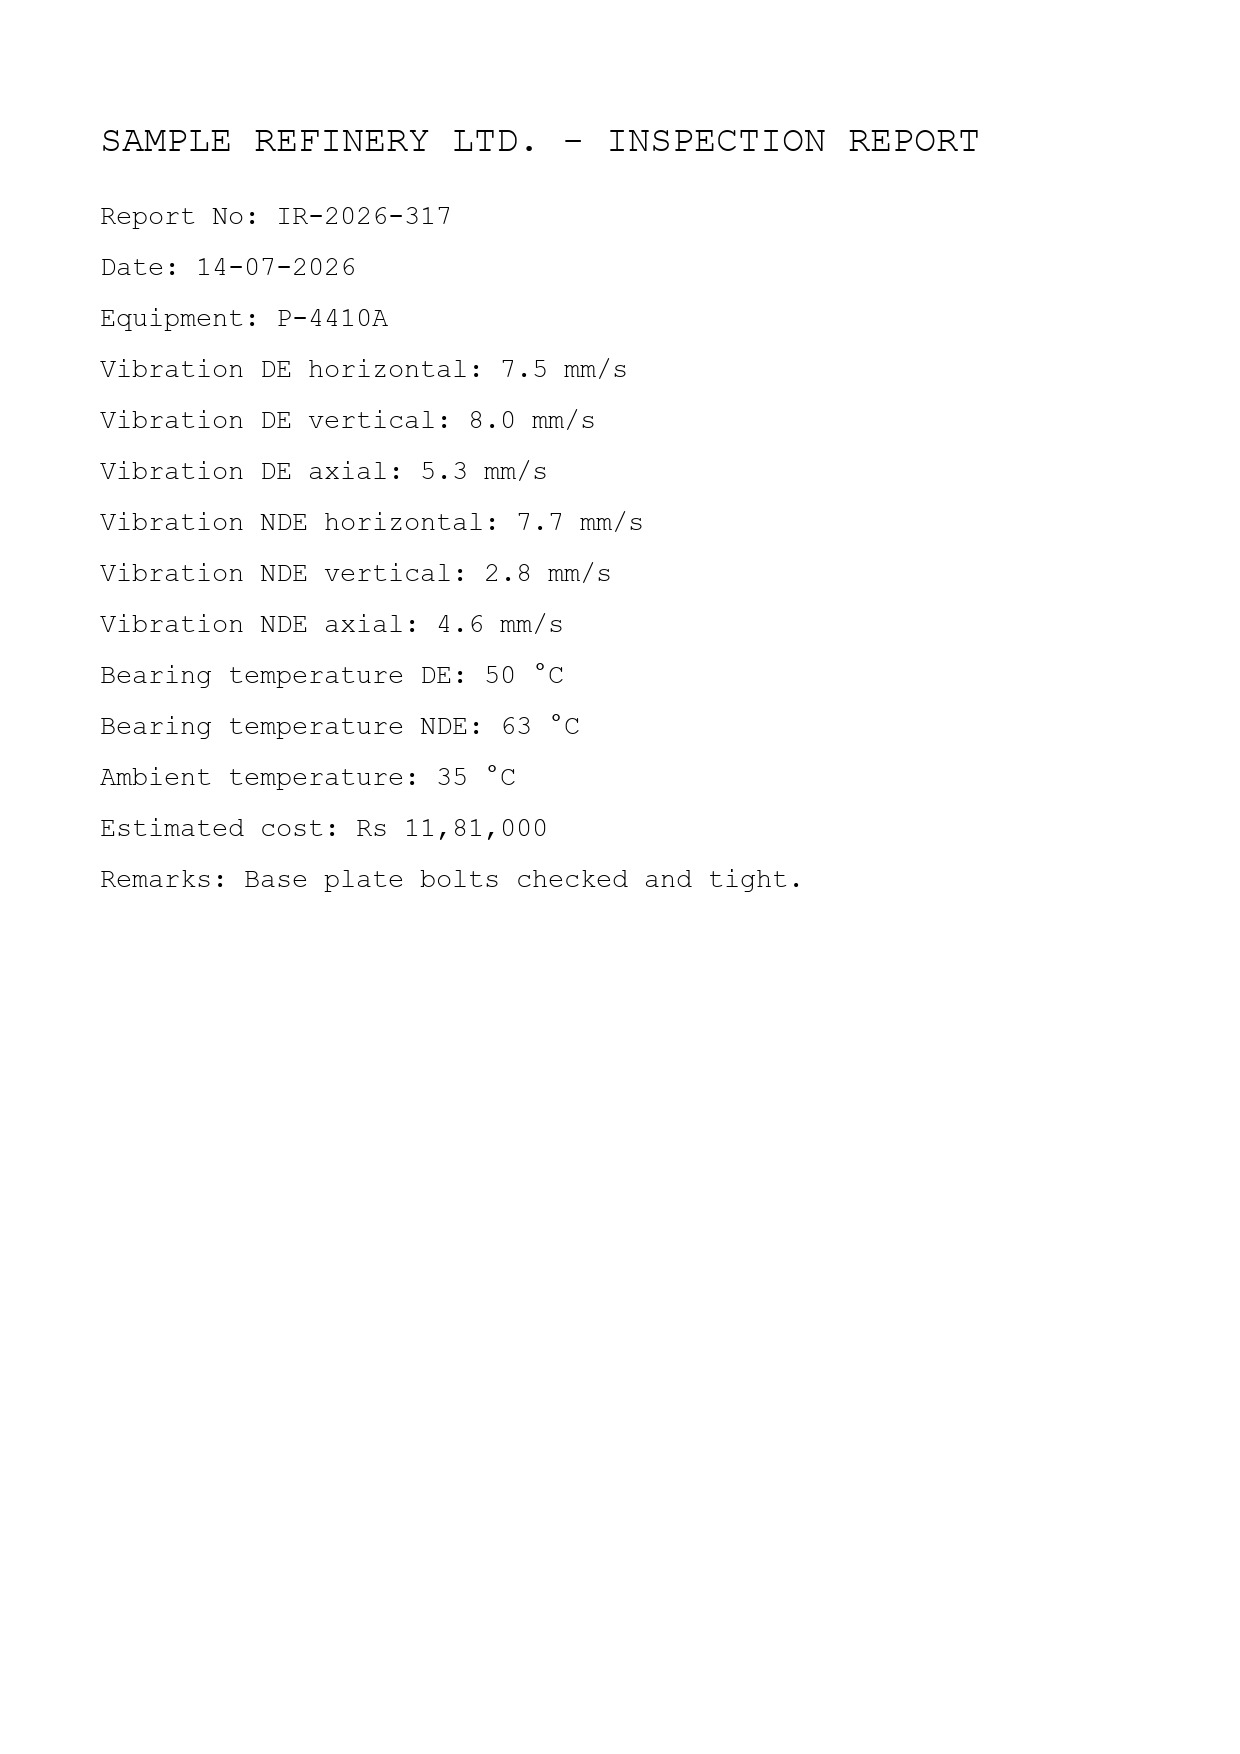 SAMPLE REFINERY LTD. - INSPECTION REPORT
Report No: IR-2026-317
Date: 14-07-2026
Equipment: P-4410A
Vibration DE horizontal: 7.5 mm/s
Vibration DE vertical: 8.0 mm/s
Vibration DE axial: 5.3 mm/s
Vibration NDE horizontal: 7.7 mm/s
Vibration NDE vertical: 2.8 mm/s
Vibration NDE axial: 4.6 mm/s
Bearing temperature DE: 50 °C
Bearing temperature NDE: 63 °C
Ambient temperature: 35 °C
Estimated cost: Rs 11,81,000
Remarks: Base plate bolts checked and tight.